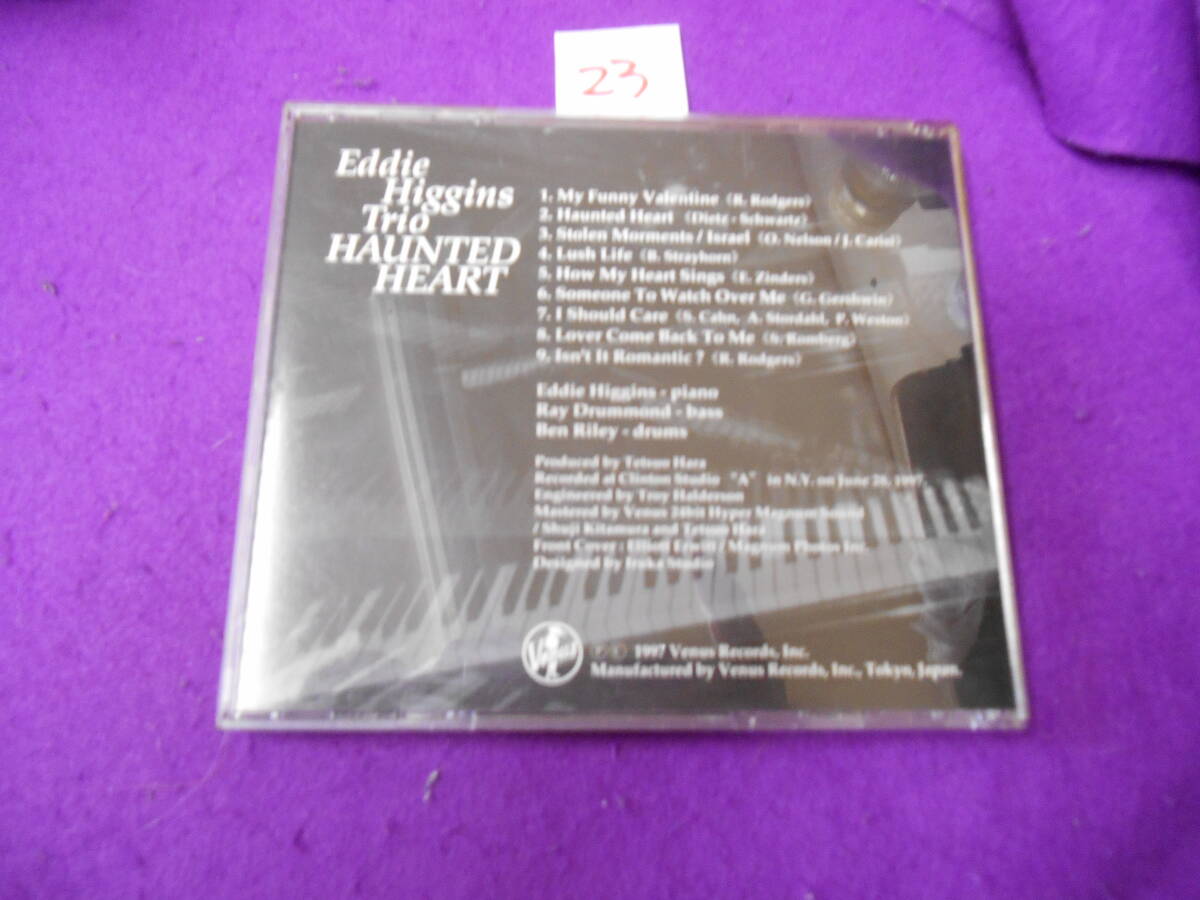 23
Eddie
Higgins
Trio
HAUNTED
HEART
1. My Funny Valentine (R. Rodgers)
2. Haunted Heart (Dietz - Schwartz)
3. Stolen Morments / Israel (O. Nelson / J. Carisi)
4. Lush Life (B. Strayhorn)
5. How My Heart Sings (E. Zinders)
6. Someone To Watch Over Me (G. Gershwin)
7. I Should Care (S. Cahn, A. Stordahl, P. Weston)
8. Lover Come Back To Me (S. Romberg)
9. Isn't It Romantic ? (R. Rodgers)
Eddie Higgins - piano
Ray Drummond - bass
Ben Riley - drums
Produced by Tetsuo Hara
Recorded at Clinton Studio "A" in N.Y. on June 26, 1997.
Engineered by Troy Halderson
Mastered by Venus 24bit Hyper Magnum Sound
/ Shuji Kitamura and Tetsuo Hara
Front Cover : Elliott Erwitt / Magnum Photos Inc.
Designed by Studio
Venus
1997 Venus Records, Inc.
Manufactured by Venus Records, Inc., Tokyo, Japan.